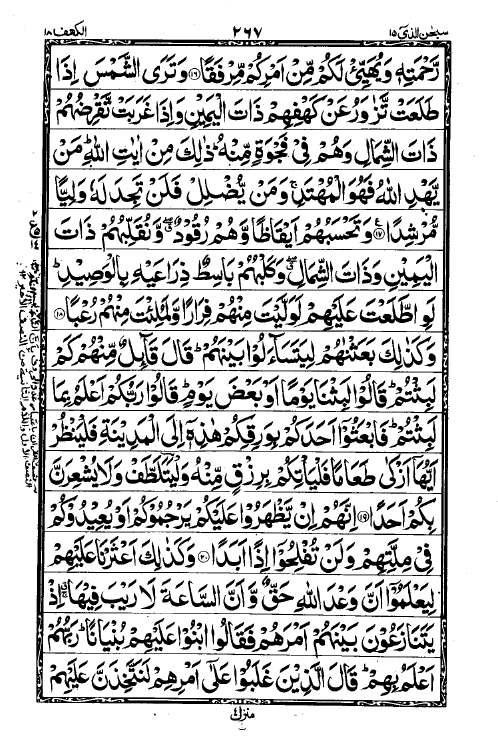 سبحٰن الذی ١٥
٢٦٧
الکھف ١٨
رَّحْمَتِهٖ وَیُهَیِّئْ لَكُمْ مِّنْ اَمْرِكُمْ مِّرْفَقًا ۝١٦ وَتَرَی الشَّمْسَ اِذَا
طَلَعَتْ تَّزٰوَرُ عَنْ كَهْفِهِمْ ذَاتَ الْیَمِیْنِ وَاِذَا غَرَبَتْ تَّقْرِضُهُمْ
ذَاتَ الشِّمَالِ وَهُمْ فِیْ فَجْوَةٍ مِّنْهُ ؕ ذٰلِكَ مِنْ اٰیٰتِ اللّٰهِ ؕ مَنْ
یَّهْدِ اللّٰهُ فَهُوَ الْمُهْتَدِ ۚ وَمَنْ یُّضْلِلْ فَلَنْ تَجِدَ لَهٗ وَلِیًّا
مُّرْشِدًا ۝١٧ وَتَحْسَبُهُمْ اَیْقَاظًا وَّهُمْ رُقُوْدٌ ۖ وَّنُقَلِّبُهُمْ ذَاتَ
الْیَمِیْنِ وَذَاتَ الشِّمَالِ ۖ وَكَلْبُهُمْ بَاسِطٌ ذِرَاعَیْهِ بِالْوَصِیْدِ ؕ
لَوِ اطَّلَعْتَ عَلَیْهِمْ لَوَلَّیْتَ مِنْهُمْ فِرَارًا وَّلَمُلِئْتَ مِنْهُمْ رُعْبًا ۝١٨
وَكَذٰلِكَ بَعَثْنٰهُمْ لِیَتَسَآءَلُوْا بَیْنَهُمْ ؕ قَالَ قَآئِلٌ مِّنْهُمْ كَمْ
لَبِثْتُمْ ؕ قَالُوْا لَبِثْنَا یَوْمًا اَوْ بَعْضَ یَوْمٍ ؕ قَالُوْا رَبُّكُمْ اَعْلَمُ بِمَا
لَبِثْتُمْ ؕ فَابْعَثُوْۤا اَحَدَكُمْ بِوَرِقِكُمْ هٰذِهٖۤ اِلَی الْمَدِیْنَةِ فَلْیَنْظُرْ
اَیُّهَاۤ اَزْكٰی طَعَامًا فَلْیَاْتِكُمْ بِرِزْقٍ مِّنْهُ وَلْیَتَلَطَّفْ وَلَا یُشْعِرَنَّ
بِكُمْ اَحَدًا ۝١٩ اِنَّهُمْ اِنْ یَّظْهَرُوْا عَلَیْكُمْ یَرْجُمُوْكُمْ اَوْ یُعِیْدُوْكُمْ
فِیْ مِلَّتِهِمْ وَلَنْ تُفْلِحُوْۤا اِذًا اَبَدًا ۝٢٠ وَكَذٰلِكَ اَعْثَرْنَا عَلَیْهِمْ
لِیَعْلَمُوْۤا اَنَّ وَعْدَ اللّٰهِ حَقٌّ وَّاَنَّ السَّاعَةَ لَا رَیْبَ فِیْهَا ۚ اِذْ
یَتَنَازَعُوْنَ بَیْنَهُمْ اَمْرَهُمْ فَقَالُوا ابْنُوْا عَلَیْهِمْ بُنْیَانًا ؕ رَبُّهُمْ
اَعْلَمُ بِهِمْ ؕ قَالَ الَّذِیْنَ غَلَبُوْا عَلٰۤی اَمْرِهِمْ لَنَتَّخِذَنَّ عَلَیْهِمْ
منزل ٤